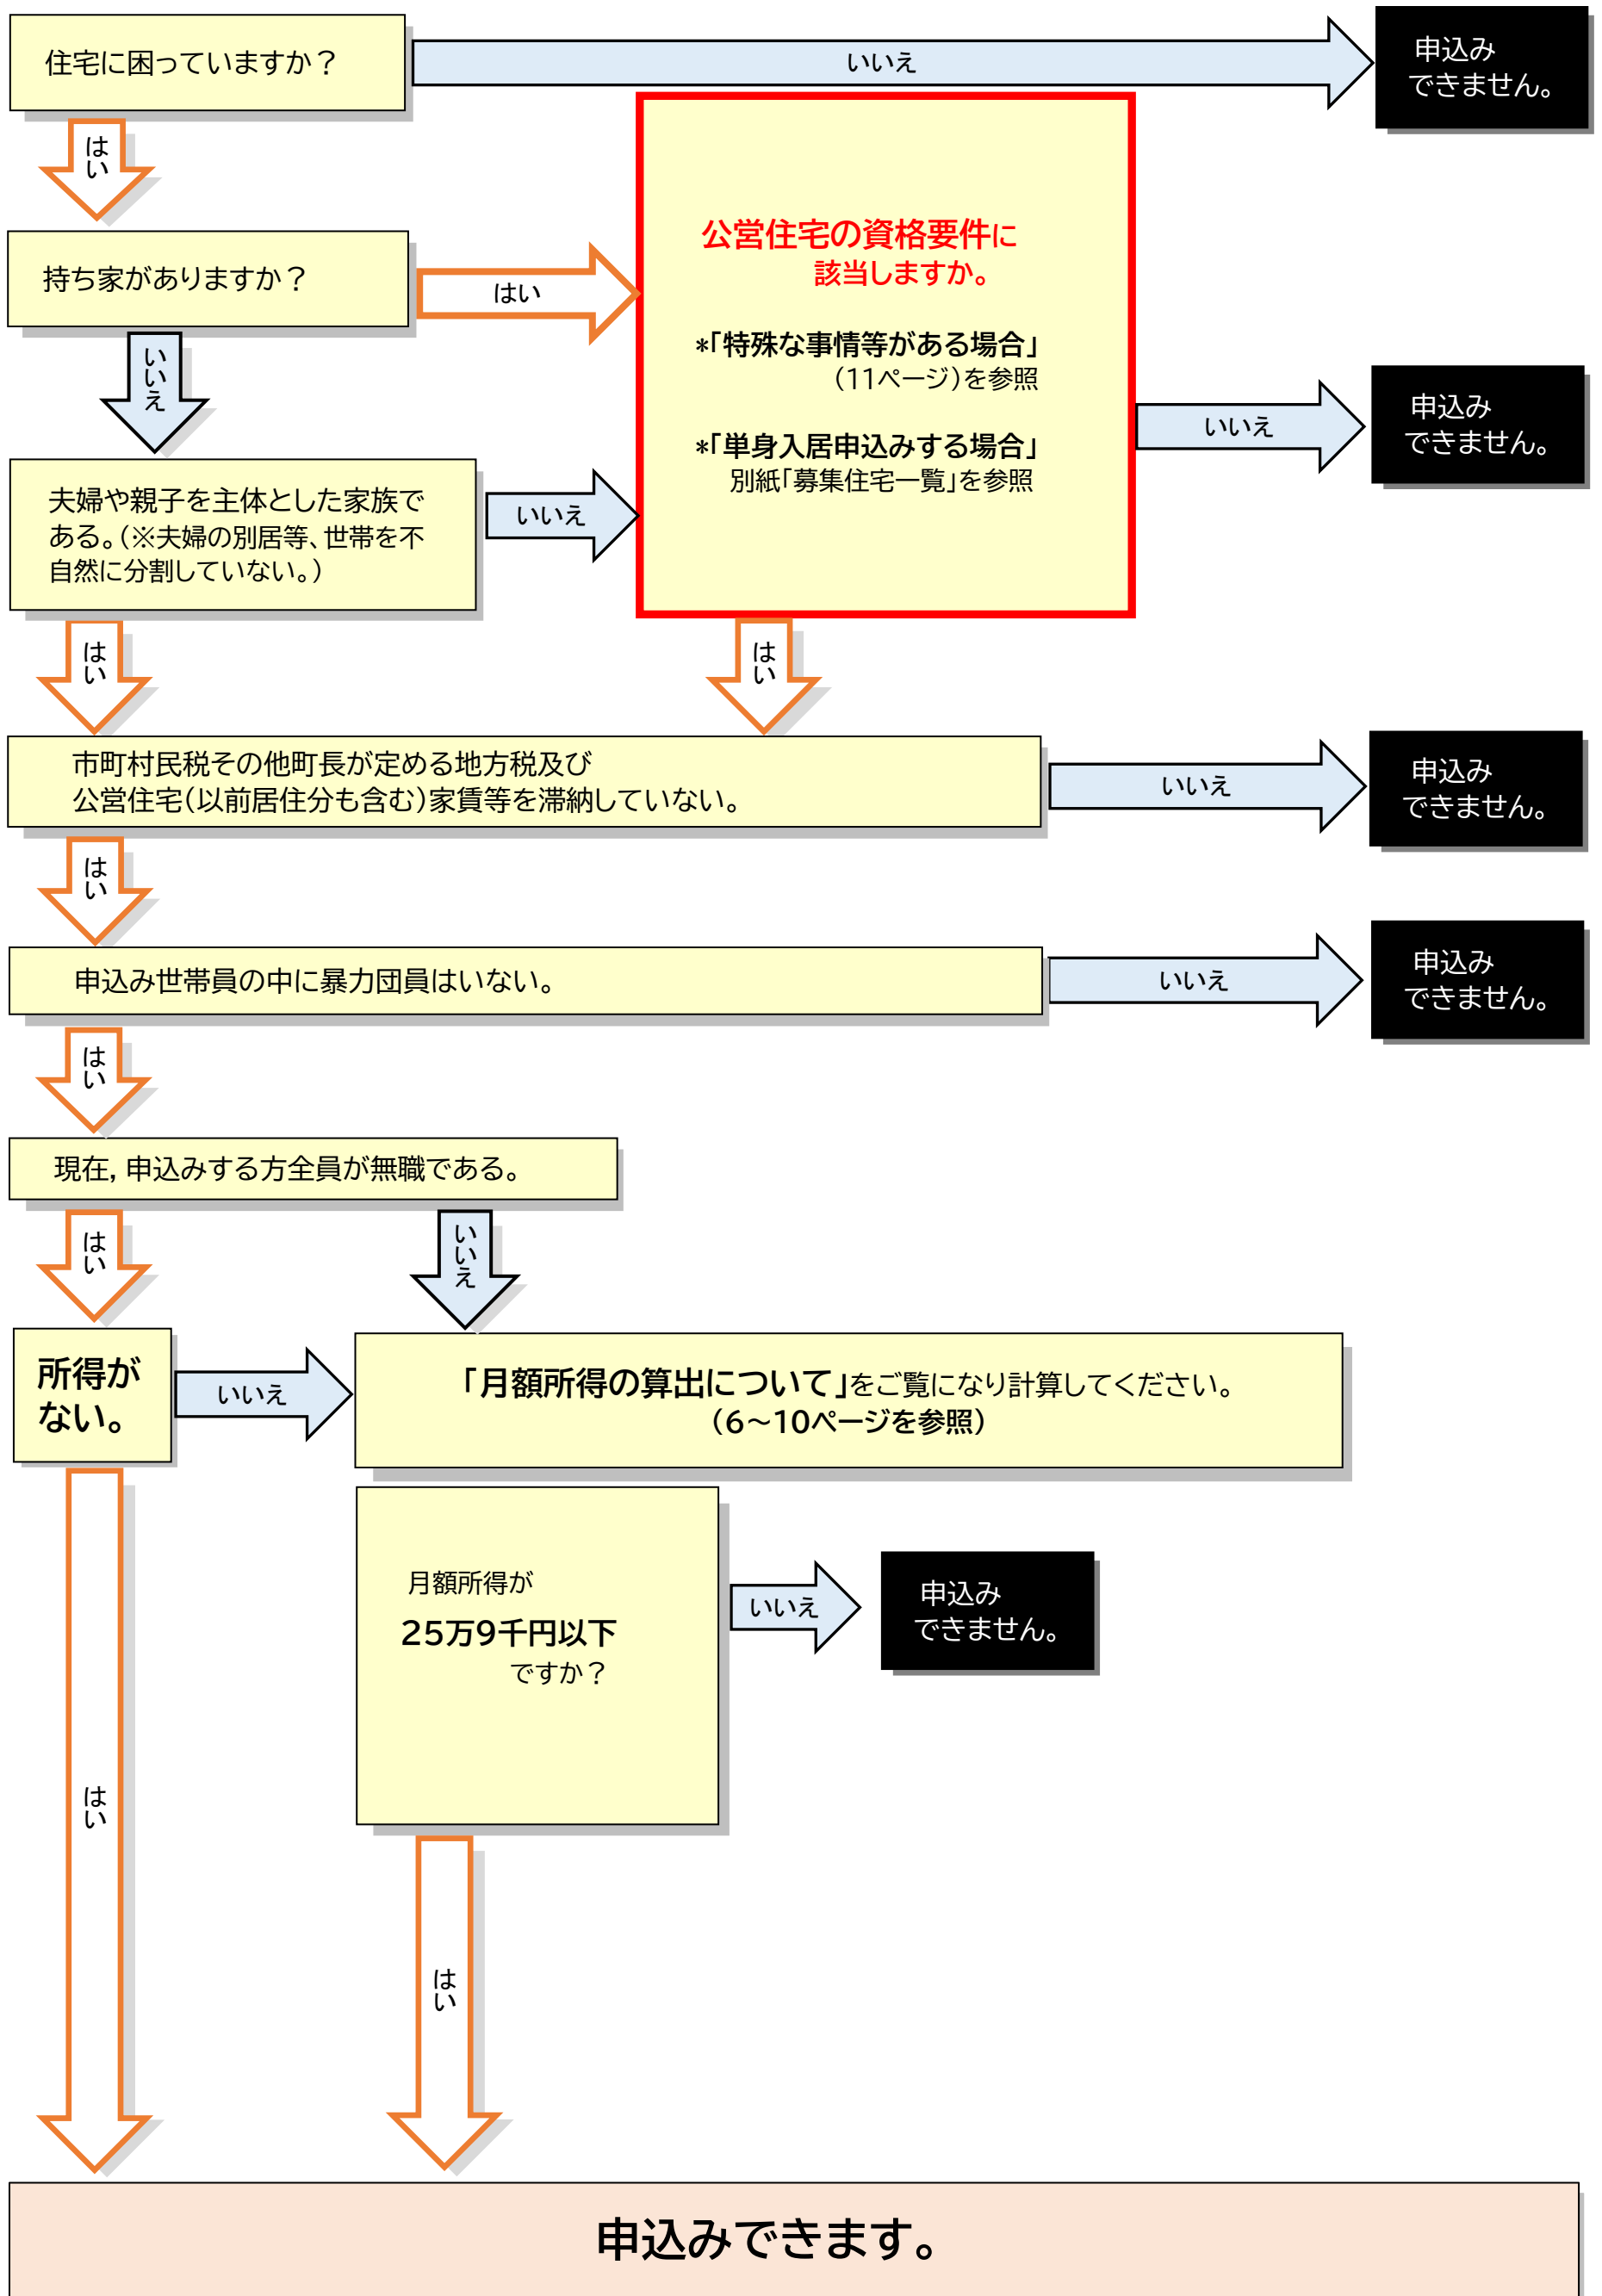 住宅に困っていますか？
いいえ
申込み
できません。
はい
公営住宅の資格要件に
該当しますか。
*「特殊な事情等がある場合」
（11ページ）を参照
*「単身入居申込みする場合」
別紙「募集住宅一覧」を参照
持ち家がありますか？
はい
いいえ
いいえ
申込み
できません。
夫婦や親子を主体とした家族で
ある。（※夫婦の別居等、世帯を不
自然に分割していない。）
いいえ
はい
はい
市町村民税その他町長が定める地方税及び
公営住宅（以前居住分も含む）家賃等を滞納していない。
いいえ
申込み
できません。
はい
申込み世帯員の中に暴力団員はいない。
いいえ
申込み
できません。
はい
現在，申込みする方全員が無職である。
はい
いいえ
所得が
ない。
いいえ
「月額所得の算出について」をご覧になり計算してください。
（6～10ページを参照）
月額所得が
25万9千円以下
ですか？
いいえ
申込み
できません。
はい
はい
申込みできます。